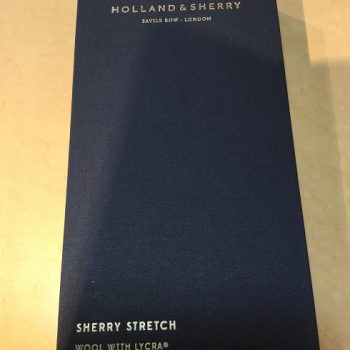 HOLLAND & SHERRY
SAVILE ROW · LONDON
SHERRY STRETCH
WOOL WITH LYCRA®